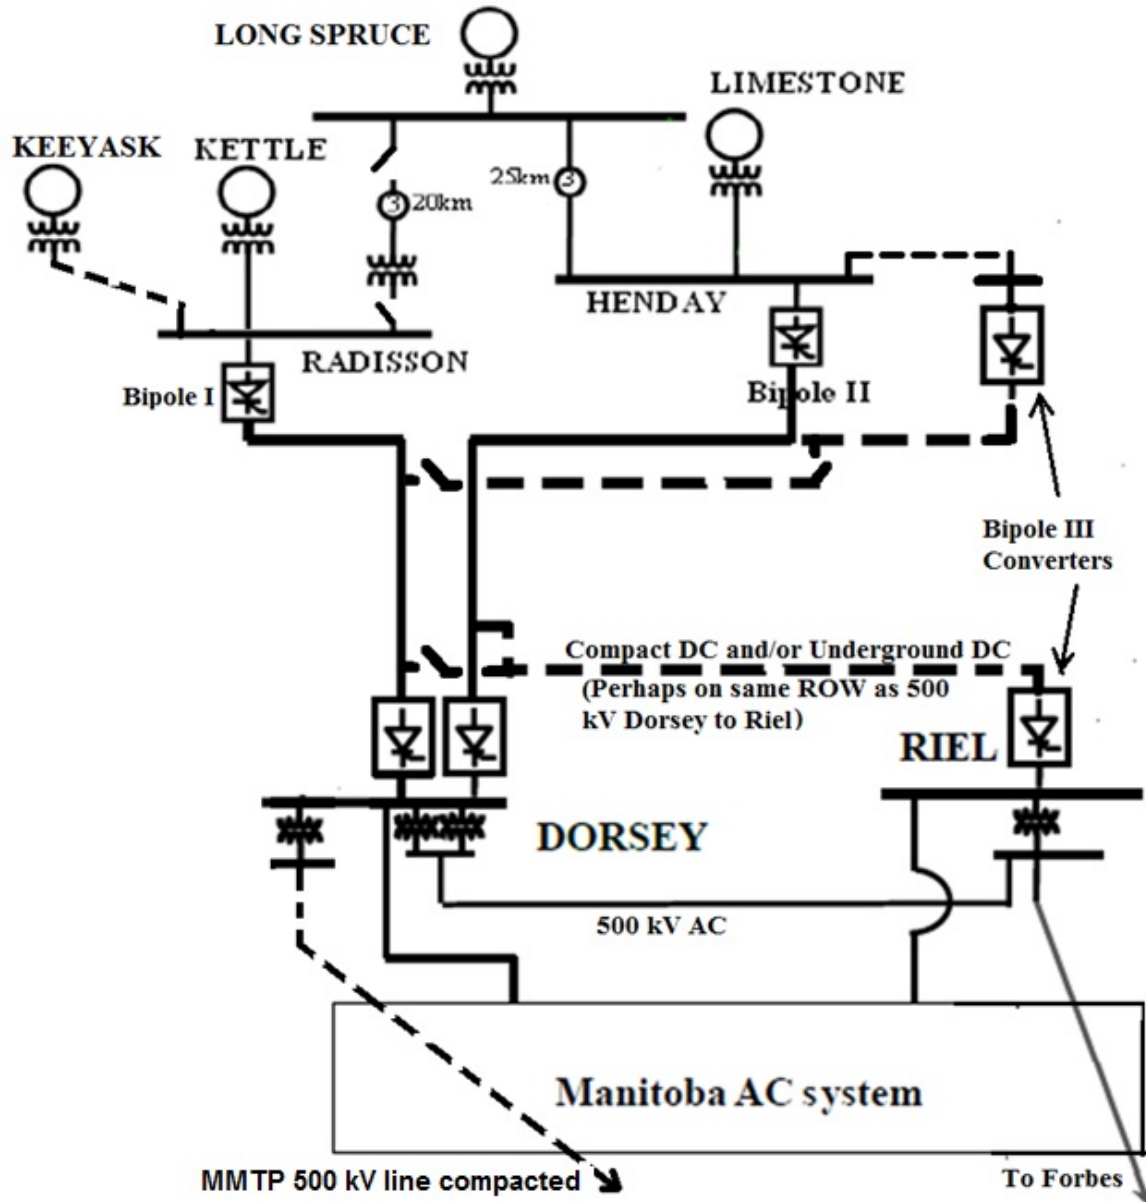 LONG SPRUCE
LIMESTONE
KEEYASK
KETTLE
25km
3
3
20km
HENDAY
RADISSON
Bipole I
Bipole II
Bipole III
Converters
Compact DC and/or Underground DC
(Perhaps on same ROW as 500
kV Dorsey to Riel)
RIEL
DORSEY
500 kV AC
Manitoba AC system
MMTP 500 kV line compacted
To Forbes